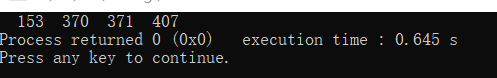 153  370  371  407
Process returned 0 (0x0)   execution time : 0.645 s
Press any key to continue.